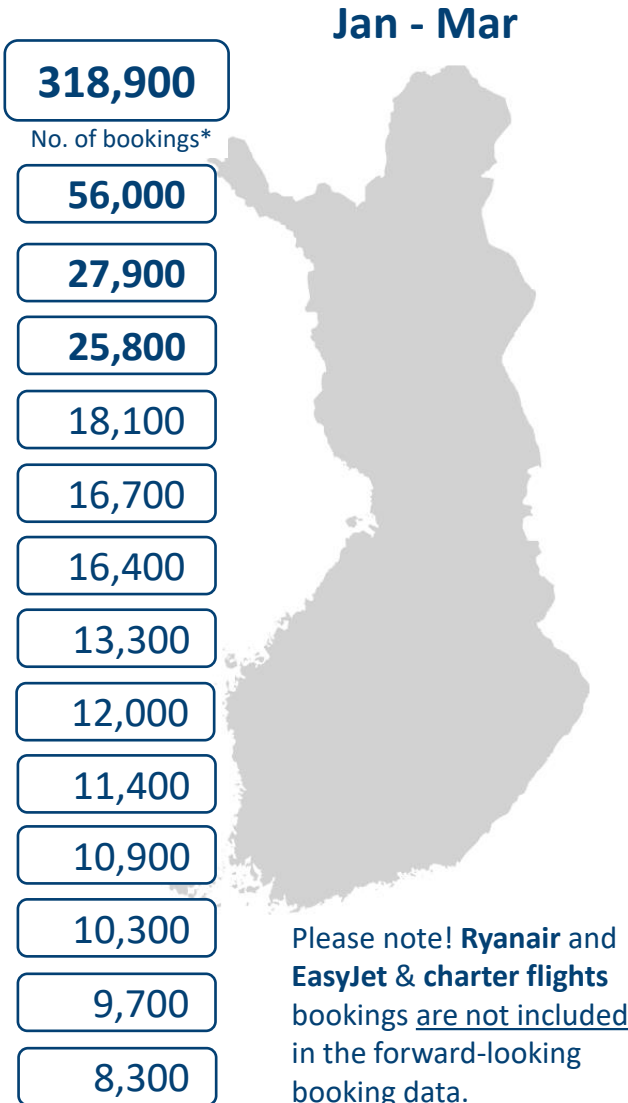 Jan - Mar
318,900
No. of bookings*
56,000
27,900
25,800
18,100
16,700
16,400
13,300
12,000
11,400
10,900
10,300
9,700
8,300
Please note! Ryanair and
EasyJet & charter flights
bookings are not included
in the forward-looking
booking data.